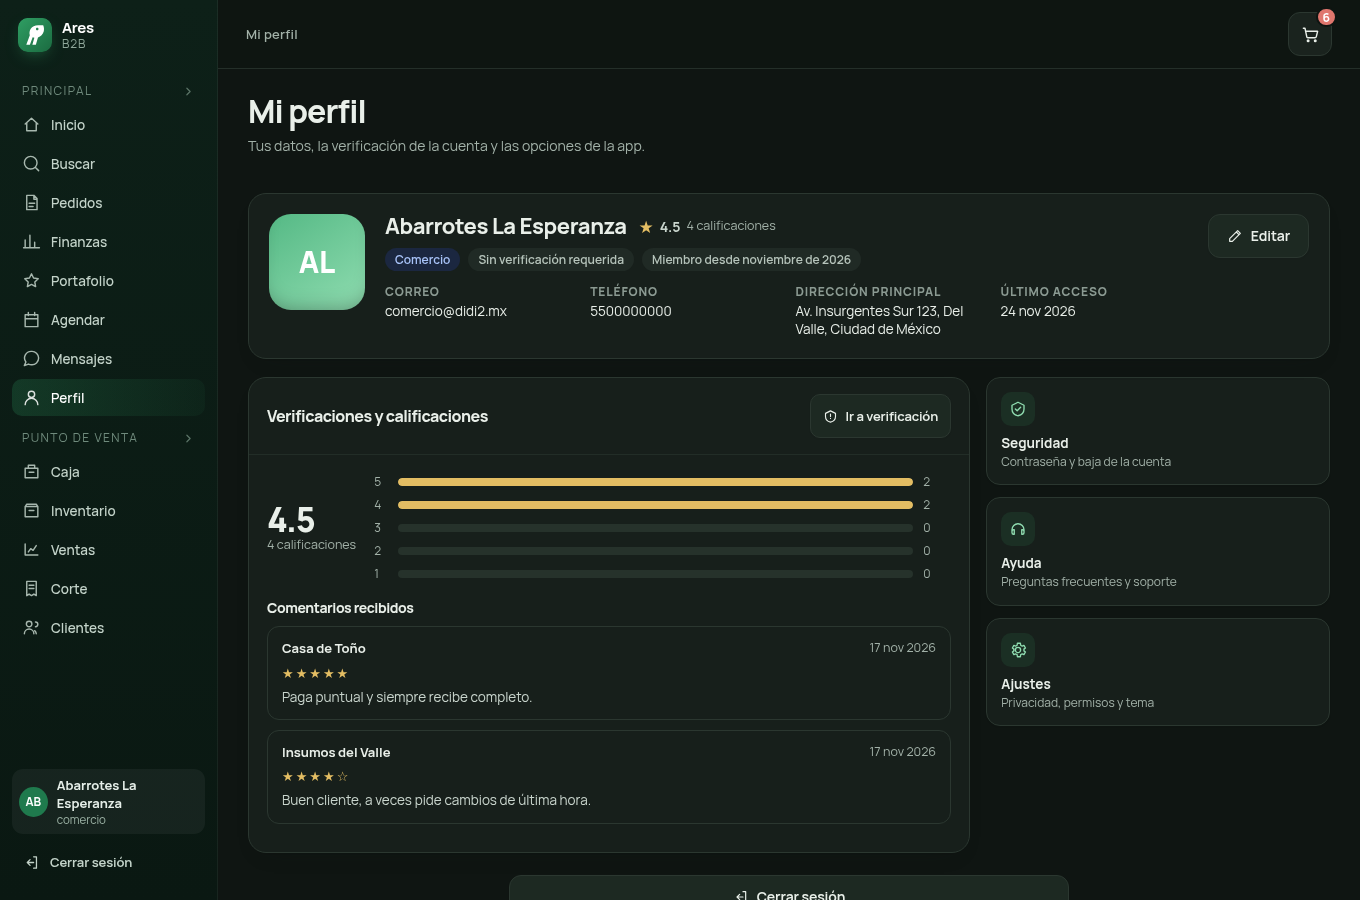 Ares
B2B
PRINCIPAL
Inicio
Buscar
Pedidos
Finanzas
Portafolio
Agendar
Mensajes
Perfil
PUNTO DE VENTA
Caja
Inventario
Ventas
Corte
Clientes
AB
Abarrotes La
Esperanza
comercio
Cerrar sesión
Mi perfil
6
Mi perfil
Tus datos, la verificación de la cuenta y las opciones de la app.
AL
Abarrotes La Esperanza ★ 4.5 4 calificaciones
Editar
Comercio Sin verificación requerida Miembro desde noviembre de 2026
CORREO
comercio@didi2.mx
TELÉFONO
5500000000
DIRECCIÓN PRINCIPAL
Av. Insurgentes Sur 123, Del
Valle, Ciudad de México
ÚLTIMO ACCESO
24 nov 2026
Verificaciones y calificaciones
Ir a verificación
4.5
4 calificaciones
5 2
4 2
3 0
2 0
1 0
Comentarios recibidos
Casa de Toño 17 nov 2026
★★★★★
Paga puntual y siempre recibe completo.
Insumos del Valle 17 nov 2026
★★★★☆
Buen cliente, a veces pide cambios de última hora.
Seguridad
Contraseña y baja de la cuenta
Ayuda
Preguntas frecuentes y soporte
Ajustes
Privacidad, permisos y tema
Cerrar sesión